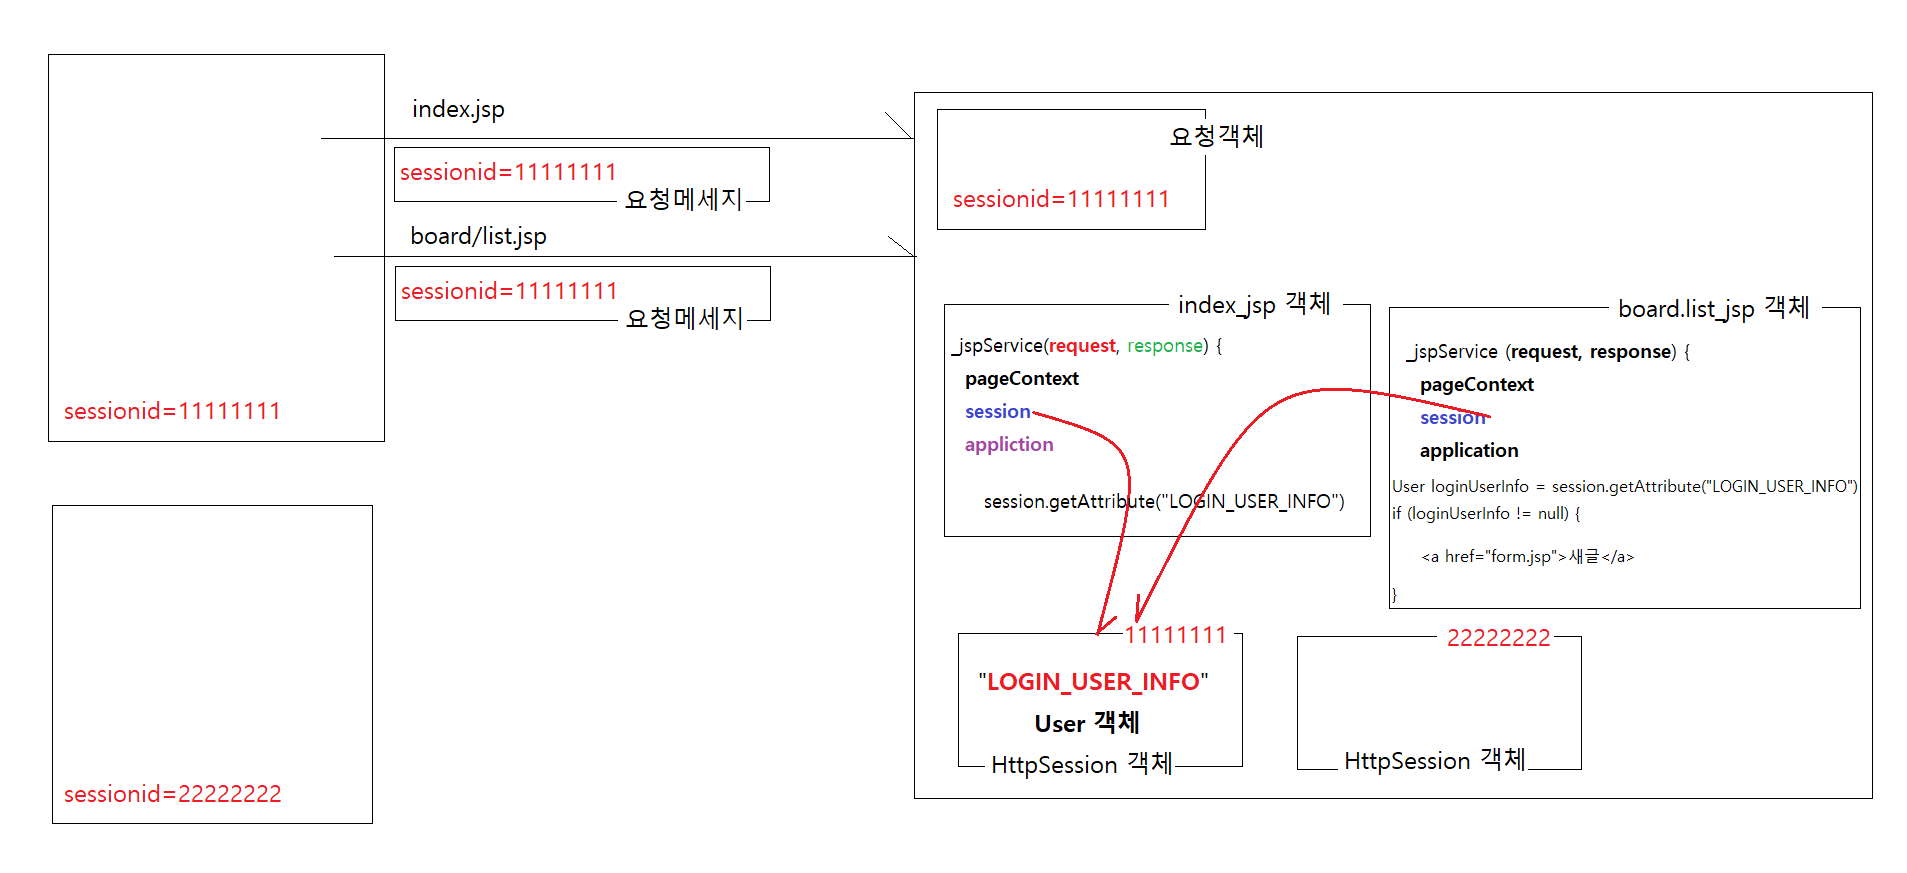 index.jsp
sessionid=11111111
요청메세지
board/list.jsp
sessionid=11111111
요청메세지
sessionid=11111111
sessionid=22222222
요청객체
sessionid=11111111
index_jsp 객체
_jspService(request, response) {
pageContext
session
appliction
session.getAttribute("LOGIN_USER_INFO")
board.list_jsp 객체
_jspService (request, response) {
pageContext
session
application
User loginUserInfo = session.getAttribute("LOGIN_USER_INFO")
if (loginUserInfo != null) {
<a href="form.jsp">새글</a>
}
11111111
"LOGIN_USER_INFO"
User 객체
HttpSession 객체
22222222
HttpSession 객체